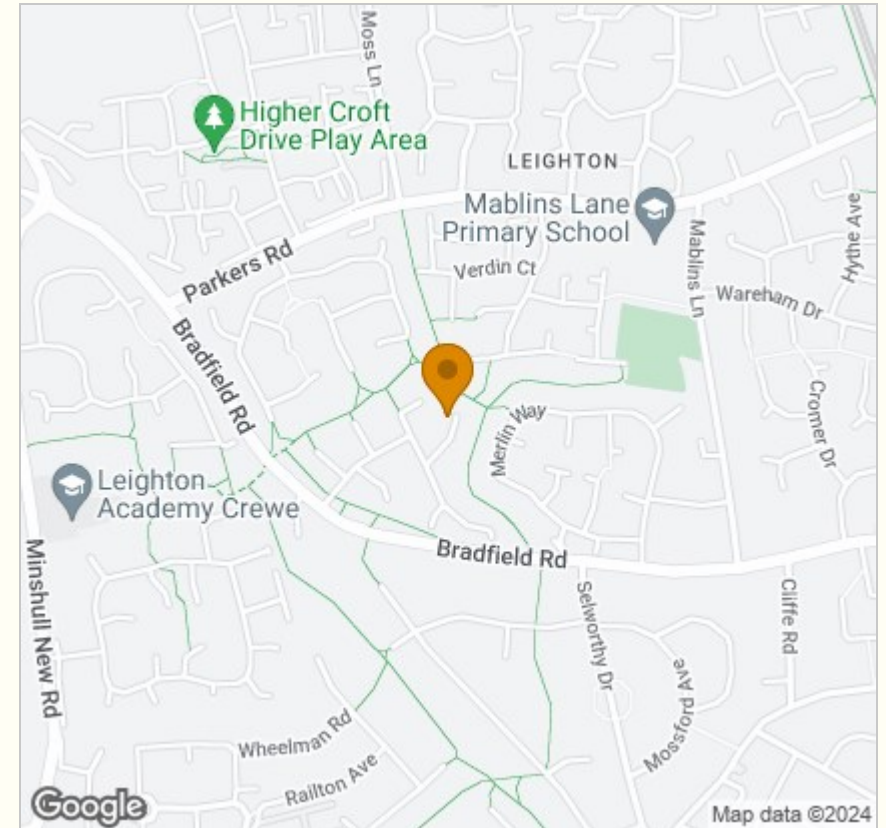 Moss Ln
Higher Croft
Drive Play Area
LEIGHTON
Mablins Lane
Primary School
Hythe Ave
Parkers Rd
Verdin Ct
Mablins Ln
Wareham Dr
Bradfield Rd
Cromer Dr
Merlin Way
Leighton
Academy Crewe
Bradfield Rd
Minshull New Rd
Selworthy Dr
Cliffe Rd
Mossford Ave
Wheelman Rd
Railton Ave
Google
Map data ©2024